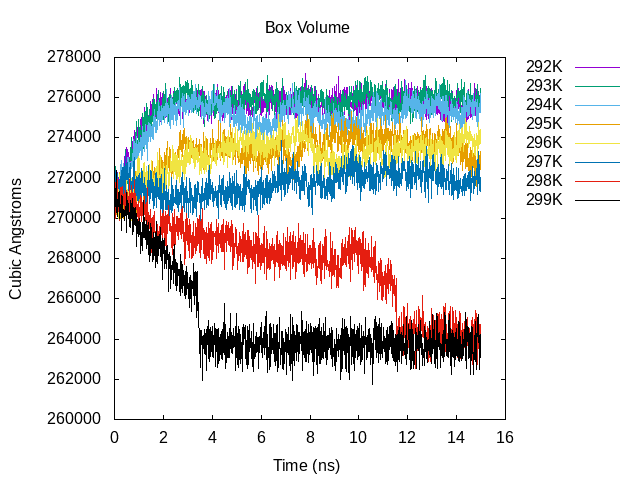 Box Volume
278000
276000
274000
272000
270000
268000
266000
264000
262000
260000
Cubic Angstroms
0 2 4 6 8 10 12 14 16
Time (ns)
292K
293K
294K
295K
296K
297K
298K
299K